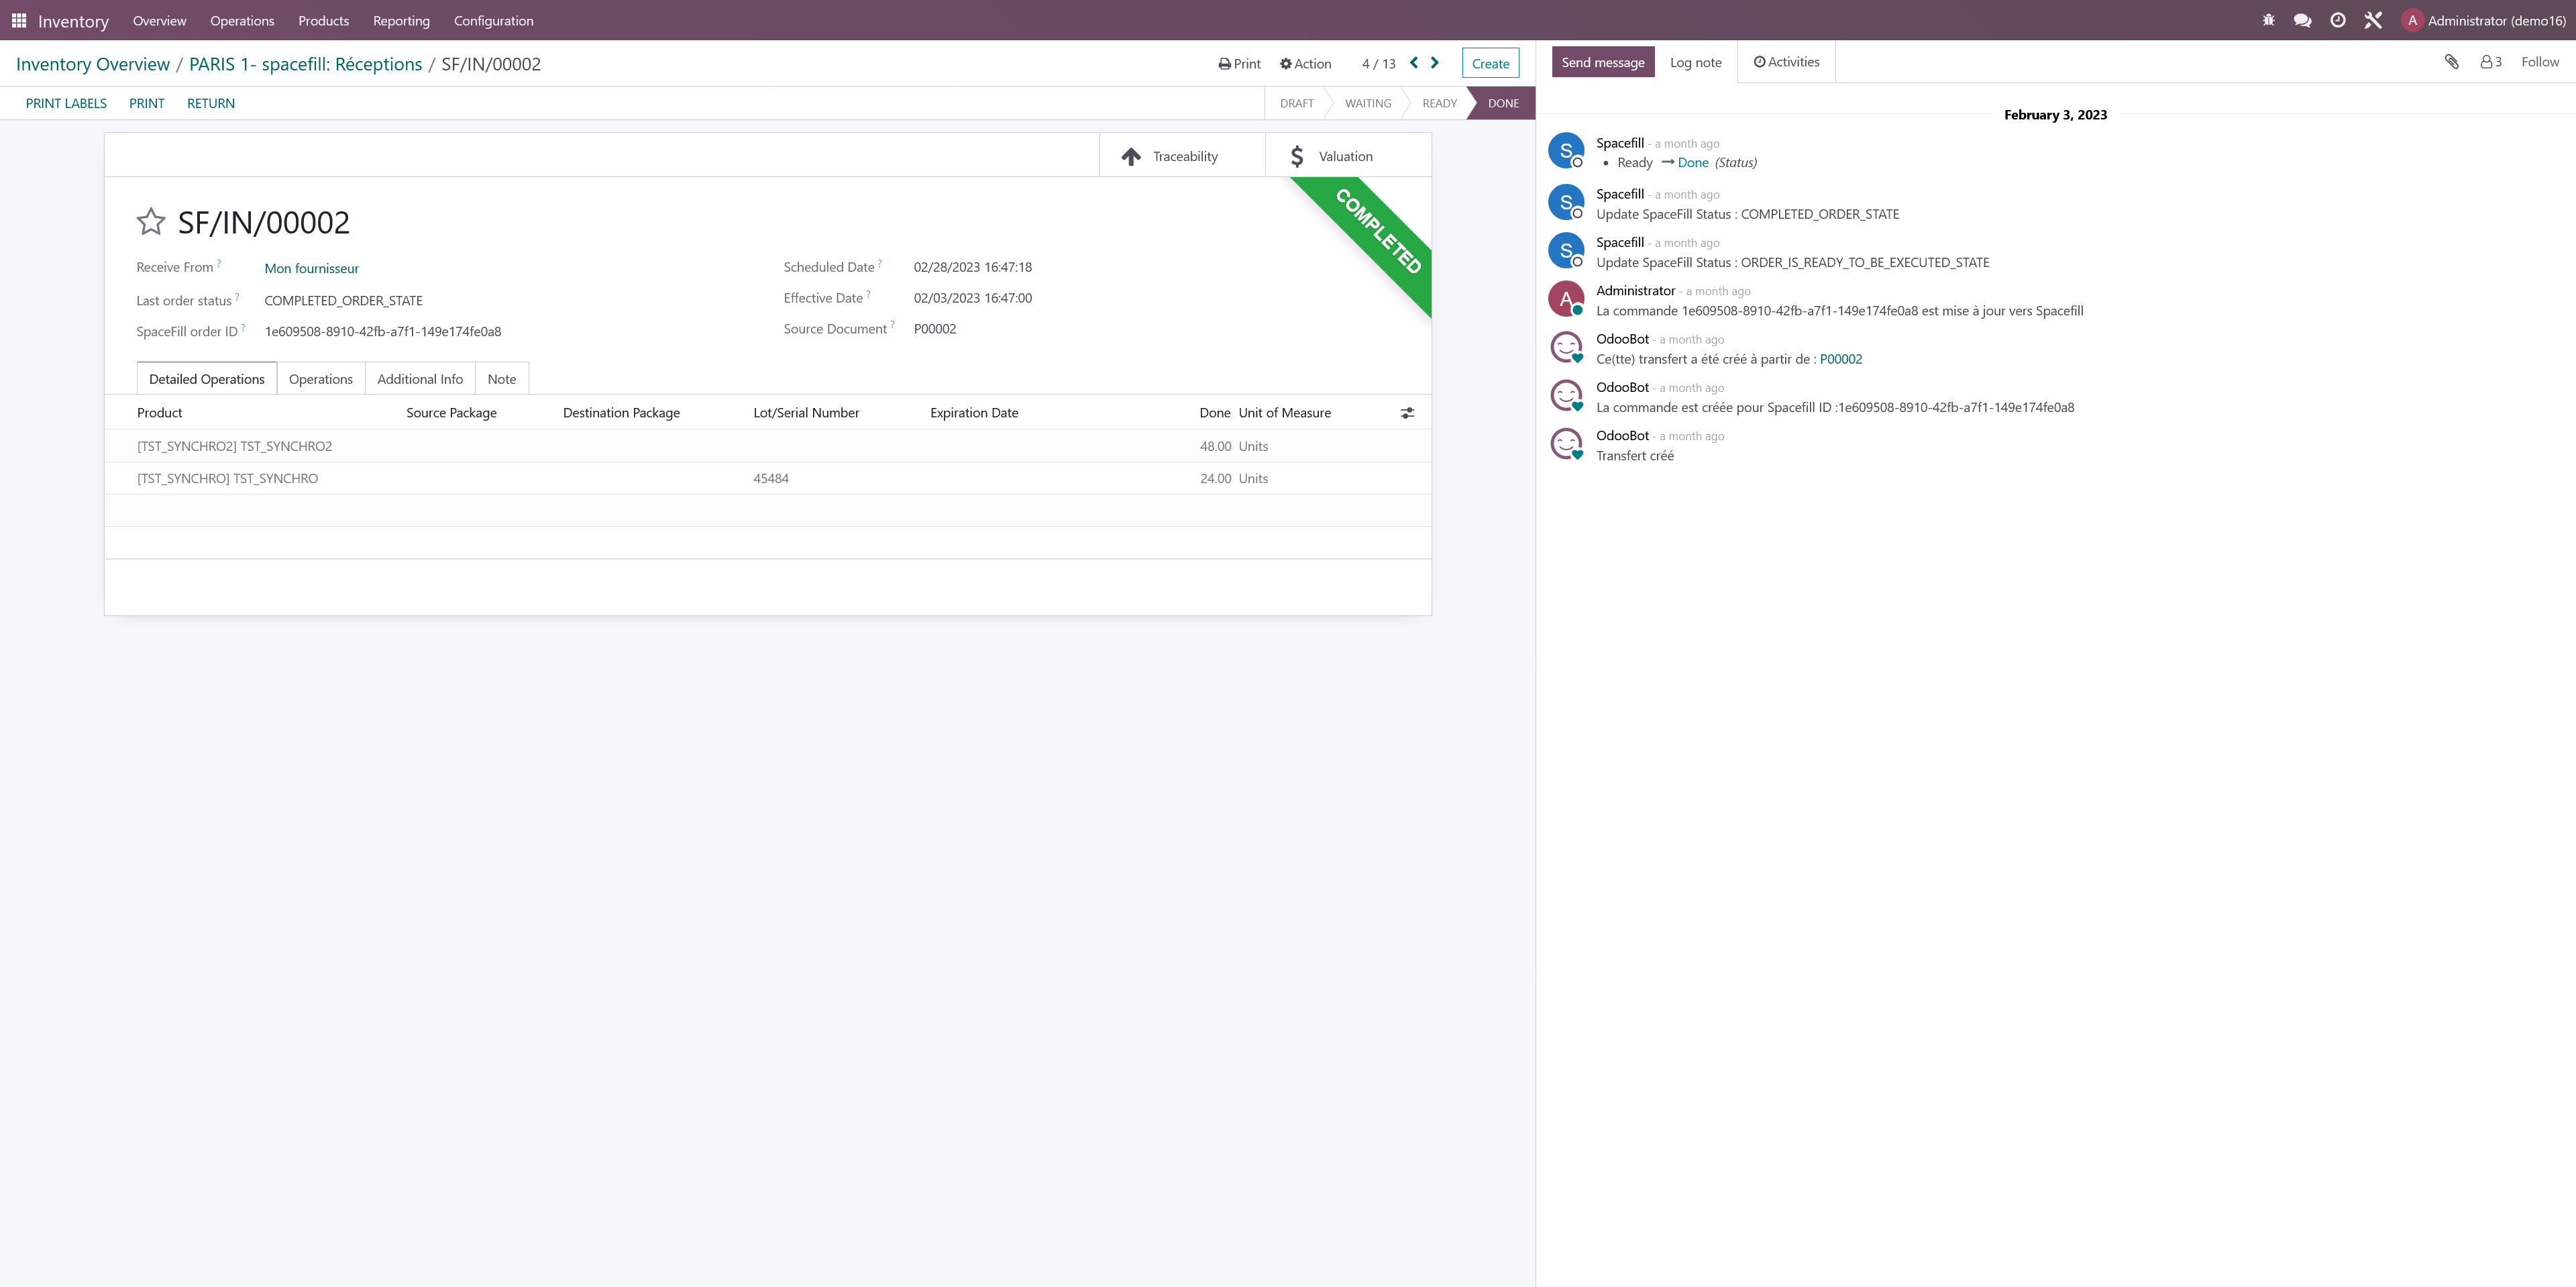 Inventory Overview Operations Products Reporting Configuration A Administrator (demo16)
Inventory Overview / PARIS 1- spacefill: Réceptions / SF/IN/00002 Print Action 4 / 13 Create
Send message Log note Activities 3 Follow
PRINT LABELS PRINT RETURN DRAFT WAITING READY DONE
Traceability Valuation
COMPLETED
SF/IN/00002
Receive From ? Mon fournisseur Scheduled Date ? 02/28/2023 16:47:18
Last order status ? COMPLETED_ORDER_STATE Effective Date ? 02/03/2023 16:47:00
SpaceFill order ID ? 1e609508-8910-42fb-a7f1-149e174fe0a8 Source Document ? P00002
Detailed Operations Operations Additional Info Note
Product Source Package Destination Package Lot/Serial Number Expiration Date Done Unit of Measure
[TST_SYNCHRO2] TST_SYNCHRO2 48.00 Units
[TST_SYNCHRO] TST_SYNCHRO 45484 24.00 Units
February 3, 2023
S Spacefill - a month ago
• Ready → Done (Status)
S Spacefill - a month ago
Update SpaceFill Status : COMPLETED_ORDER_STATE
S Spacefill - a month ago
Update SpaceFill Status : ORDER_IS_READY_TO_BE_EXECUTED_STATE
A Administrator - a month ago
La commande 1e609508-8910-42fb-a7f1-149e174fe0a8 est mise à jour vers Spacefill
OdooBot - a month ago
Ce(tte) transfert a été créé à partir de : P00002
OdooBot - a month ago
La commande est créée pour Spacefill ID :1e609508-8910-42fb-a7f1-149e174fe0a8
OdooBot - a month ago
Transfert créé